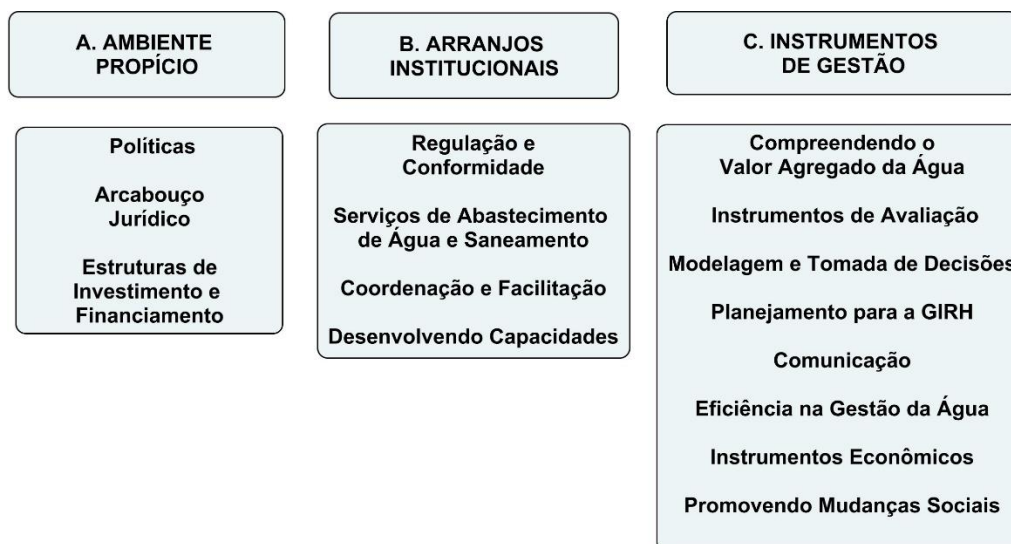 A. AMBIENTE
PROPÍCIO
Políticas
Arcabouço
Jurídico
Estruturas de
Investimento e
Financiamento
B. ARRANJOS
INSTITUCIONAIS
Regulação e
Conformidade
Serviços de Abastecimento
de Água e Saneamento
Coordenação e Facilitação
Desenvolvendo Capacidades
C. INSTRUMENTOS
DE GESTÃO
Compreendendo o
Valor Agregado da Água
Instrumentos de Avaliação
Modelagem e Tomada de Decisões
Planejamento para a GIRH
Comunicação
Eficiência na Gestão da Água
Instrumentos Econômicos
Promovendo Mudanças Sociais